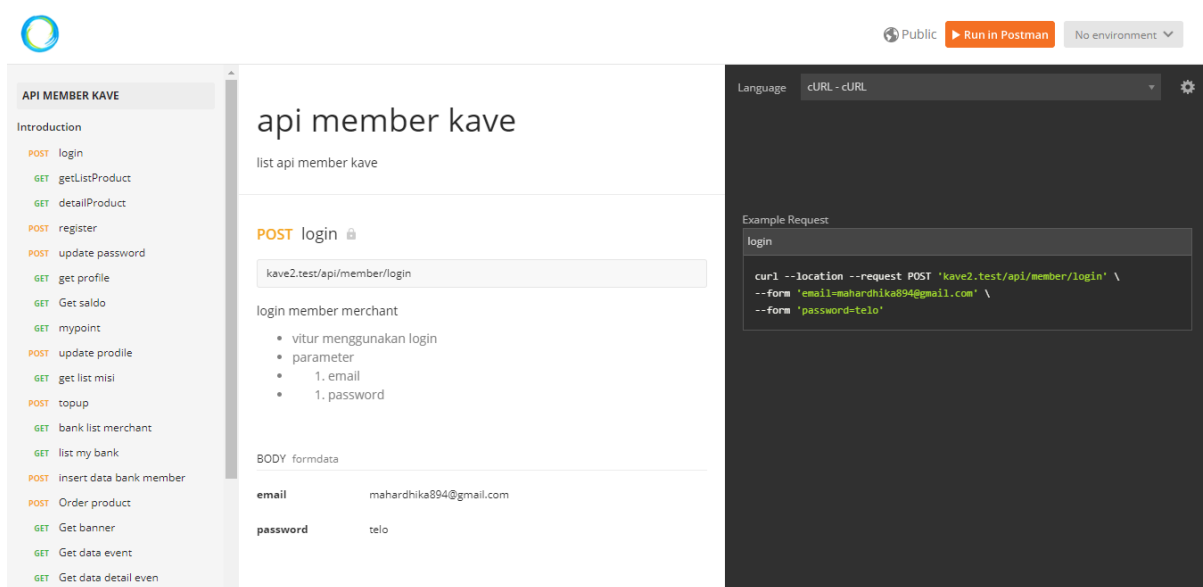 Public
Run in Postman
No environment
API MEMBER KAVE
Introduction
POST login
GET getListProduct
GET detailProduct
POST register
POST update password
GET get profile
GET Get saldo
GET mypoint
POST update prodile
GET get list misi
POST topup
GET bank list merchant
GET list my bank
POST insert data bank member
POST Order product
GET Get banner
GET Get data event
GET Get data detail even
api member kave
list api member kave
POST login
kave2.test/api/member/login
login member merchant
• vitur menggunakan login
• parameter
• 1. email
• 1. password
BODY formdata
email mahardhika894@gmail.com
password telo
Language cURL - cURL
Example Request
login
curl --location --request POST 'kave2.test/api/member/login' \
--form 'email=mahardhika894@gmail.com' \
--form 'password=telo'